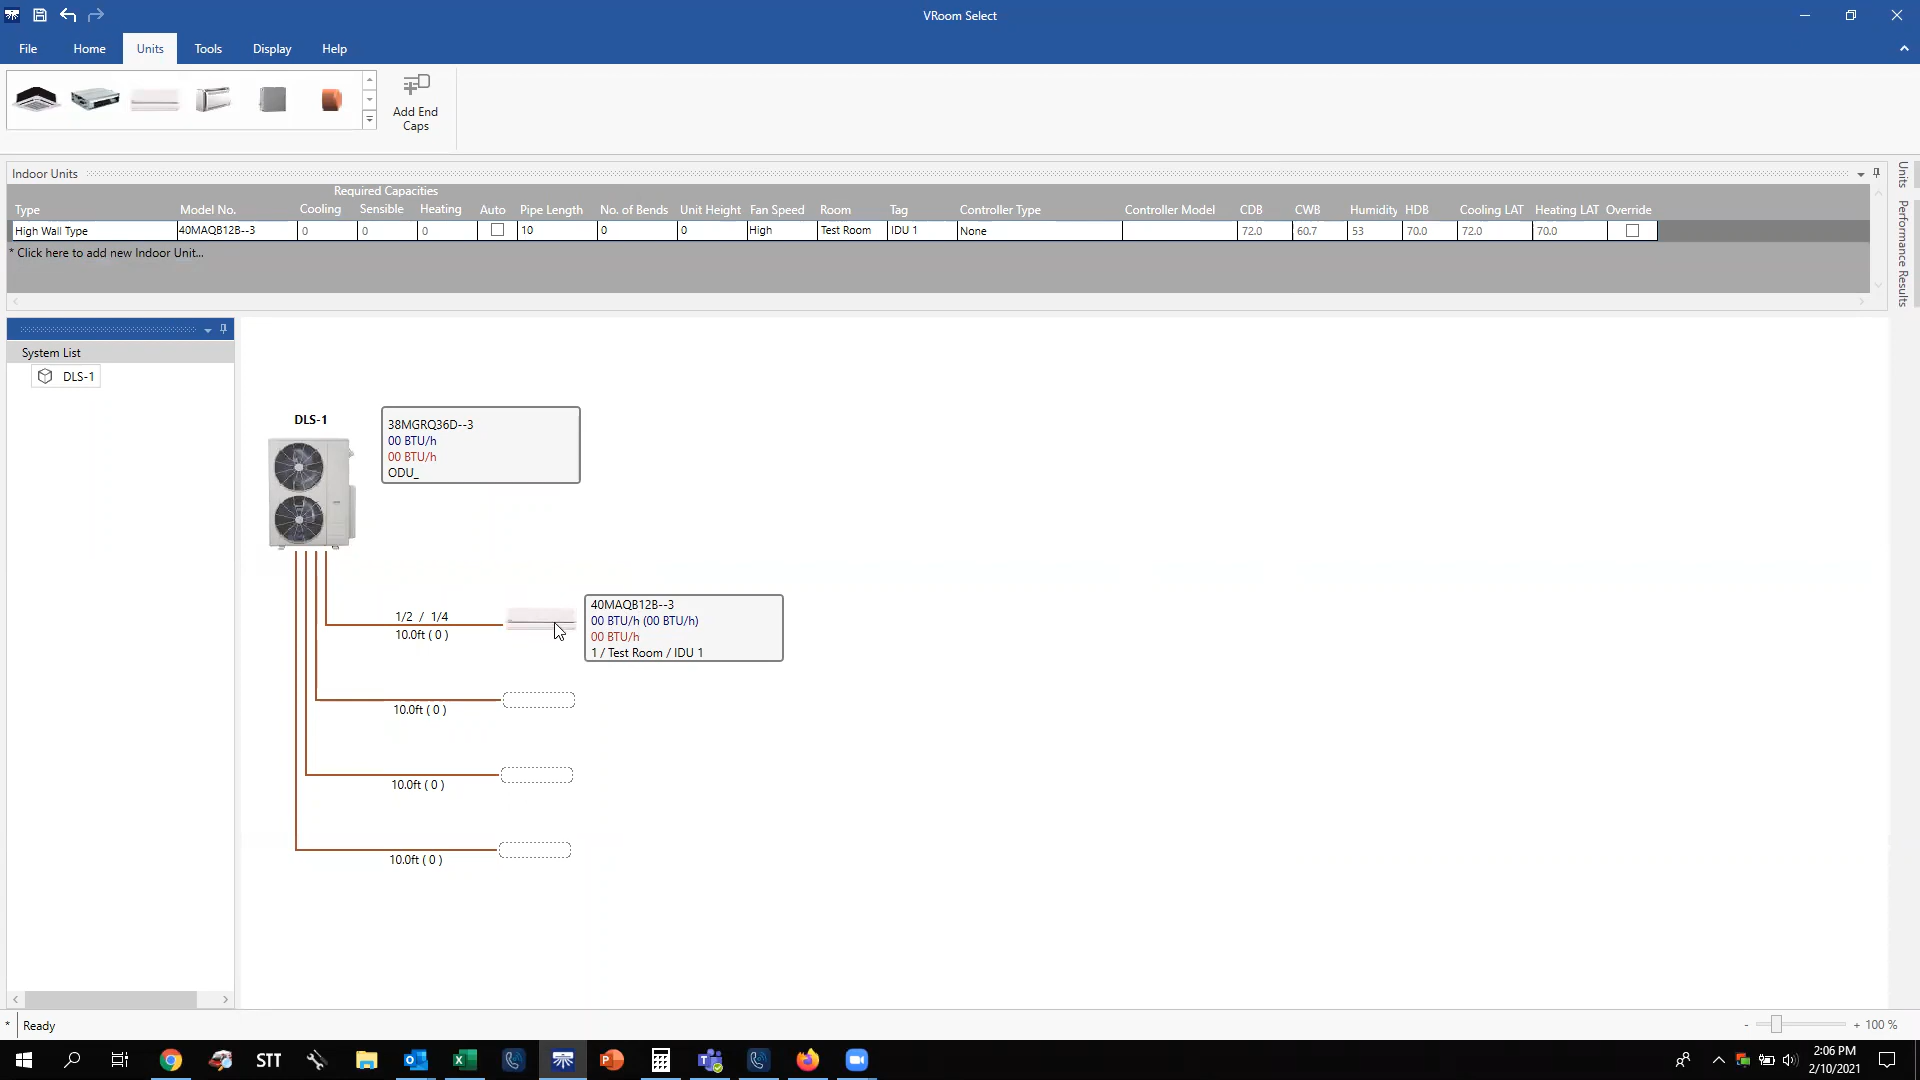 VRoom Select
File Home Units Tools Display Help
Add End
Caps
Indoor Units
Required Capacities
Type Model No. Cooling Sensible Heating Auto Pipe Length No. of Bends Unit Height Fan Speed Room Tag Controller Type Controller Model CDB CWB Humidity HDB Cooling LAT Heating LAT Override
High Wall Type 40MAQB12B--3 0 0 0 10 0 0 High Test Room IDU 1 None 72.0 60.7 53 70.0 72.0 70.0
* Click here to add new Indoor Unit...
Units
Performance Results
System List
DLS-1
DLS-1
38MGRQ36D--3
00 BTU/h
00 BTU/h
ODU_
1/2 / 1/4
10.0ft ( 0 )
40MAQB12B--3
00 BTU/h (00 BTU/h)
00 BTU/h
1 / Test Room / IDU 1
10.0ft ( 0 )
10.0ft ( 0 )
10.0ft ( 0 )
* Ready
- + 100 %
STT
2:06 PM
2/10/2021